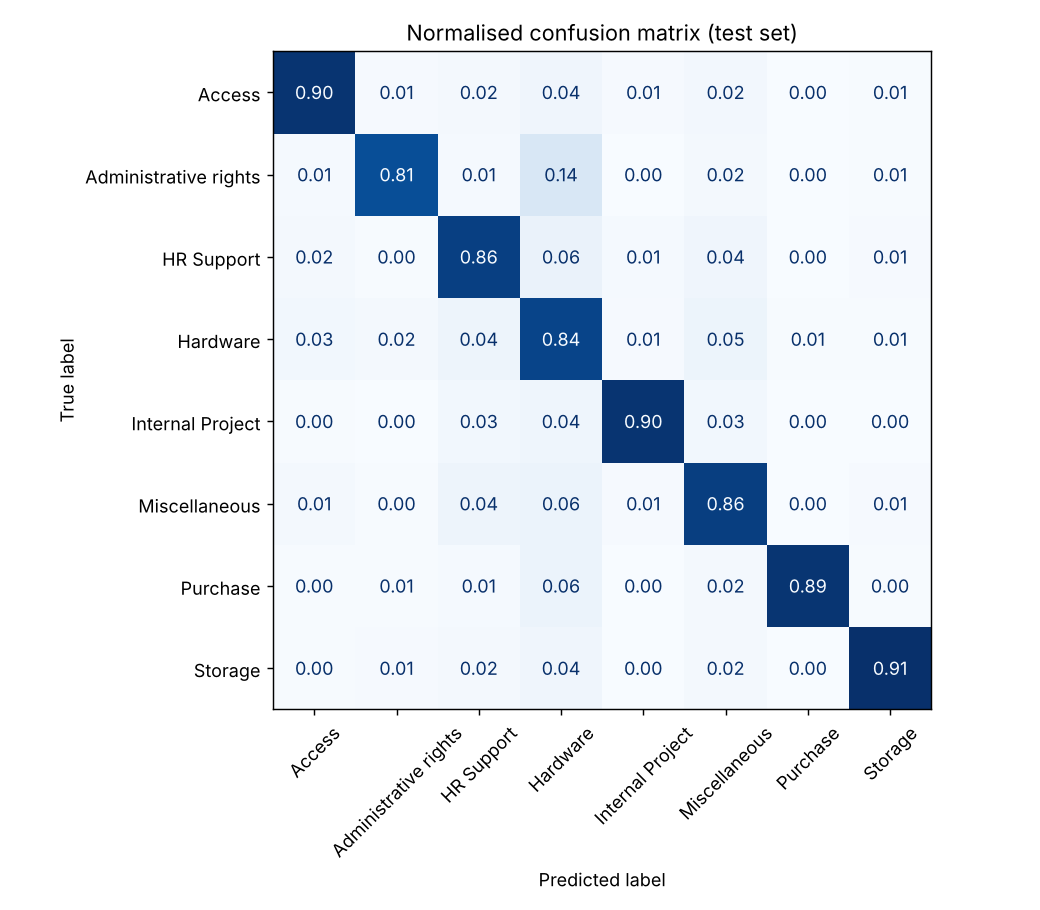 Normalised confusion matrix (test set)
True label
Access 0.90 0.01 0.02 0.04 0.01 0.02 0.00 0.01
Administrative rights 0.01 0.81 0.01 0.14 0.00 0.02 0.00 0.01
HR Support 0.02 0.00 0.86 0.06 0.01 0.04 0.00 0.01
Hardware 0.03 0.02 0.04 0.84 0.01 0.05 0.01 0.01
Internal Project 0.00 0.00 0.03 0.04 0.90 0.03 0.00 0.00
Miscellaneous 0.01 0.00 0.04 0.06 0.01 0.86 0.00 0.01
Purchase 0.00 0.01 0.01 0.06 0.00 0.02 0.89 0.00
Storage 0.00 0.01 0.02 0.04 0.00 0.02 0.00 0.91
Access Administrative rights HR Support Hardware Internal Project Miscellaneous Purchase Storage
Predicted label